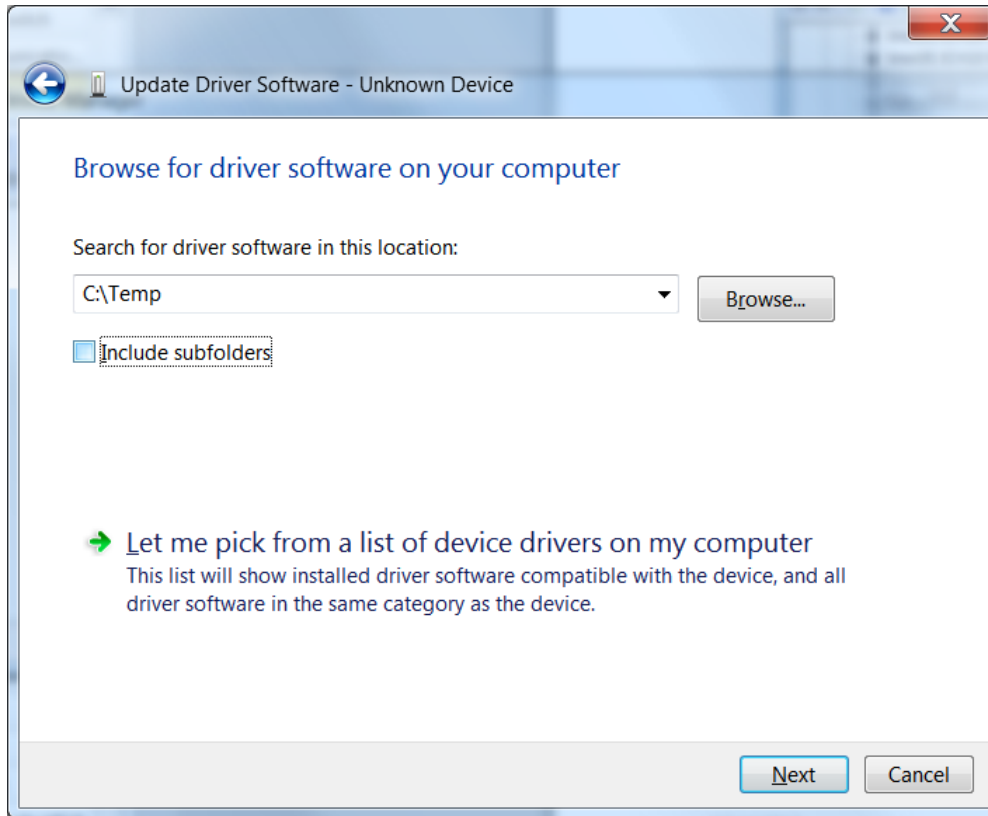 Update Driver Software - Unknown Device
Browse for driver software on your computer
Search for driver software in this location:
C:\Temp
Browse...
Include subfolders
Let me pick from a list of device drivers on my computer
This list will show installed driver software compatible with the device, and all
driver software in the same category as the device.
Next
Cancel